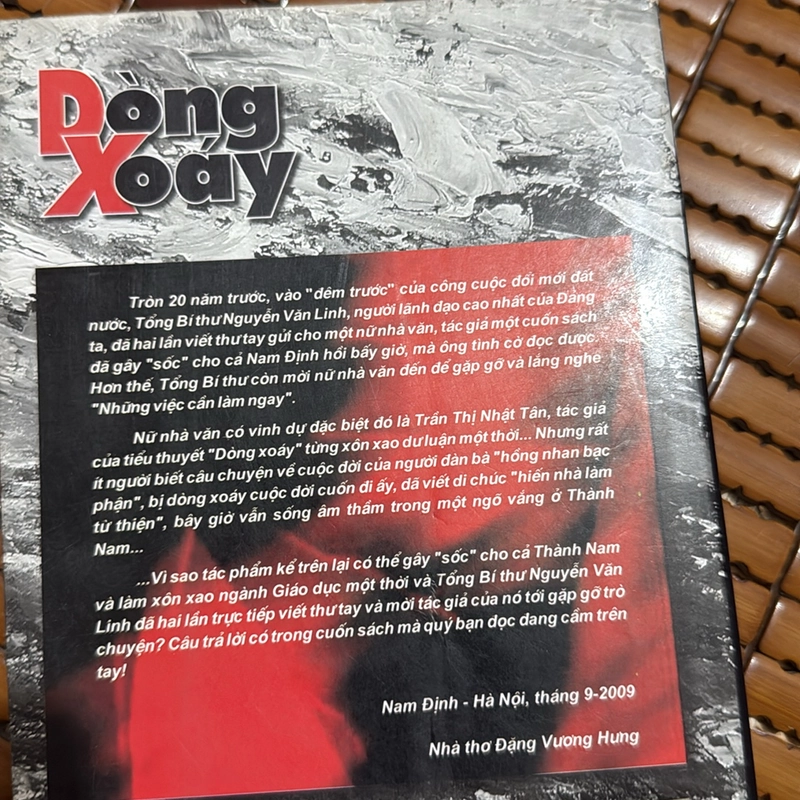 Dòng
Xoáy
Tròn 20 năm trước, vào "đêm trước" của công cuộc đổi mới đất
nước, Tổng Bí thư Nguyễn Văn Linh, người lãnh đạo cao nhất của Đảng
ta, đã hai lần viết thư tay gửi cho một nữ nhà văn, tác giả một cuốn sách
đã gây "sốc" cho cả Nam Định hồi bấy giờ, mà ông tình cờ đọc được.
Hơn thế, Tổng Bí thư còn mời nữ nhà văn đến để gặp gỡ và lắng nghe
"Những việc cần làm ngay".
Nữ nhà văn có vinh dự đặc biệt đó là Trần Thị Nhật Tân, tác giả
của tiểu thuyết "Dòng xoáy" từng xôn xao dư luận một thời... Nhưng rất
ít người biết câu chuyện về cuộc đời của người đàn bà "hồng nhan bạc
phận", bị dòng xoáy cuộc đời cuốn đi ấy, đã viết di chức "hiến nhà làm
từ thiện", bây giờ vẫn sống âm thầm trong một ngõ vắng ở Thành
Nam...
...Vì sao tác phẩm kể trên lại có thể gây "sốc" cho cả Thành Nam
và làm xôn xao ngành Giáo dục một thời và Tổng Bí thư Nguyễn Văn
Linh đã hai lần trực tiếp viết thư tay và mời tác giả của nó tới gặp gỡ trò
chuyện? Câu trả lời có trong cuốn sách mà quý bạn đọc đang cầm trên
tay!
Nam Định - Hà Nội, tháng 9-2009
Nhà thơ Đặng Vương Hưng